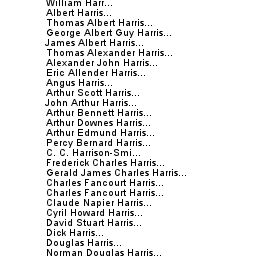 William Harr...
Albert Harris...
Thomas Albert Harris...
George Albert Guy Harris...
James Albert Harris...
Thomas Alexander Harris...
Alexander John Harris...
Eric Allender Harris...
Angus Harris...
Arthur Scott Harris...
John Arthur Harris...
Arthur Bennett Harris...
Arthur Downes Harris...
Arthur Edmund Harris...
Percy Bernard Harris...
C. C. Harrison-Smi...
Frederick Charles Harris...
Gerald James Charles Harris...
Charles Fancourt Harris...
Charles Fancourt Harris...
Claude Napier Harris...
Cyril Howard Harris...
David Stuart Harris...
Dick Harris...
Douglas Harris...
Norman Douglas Harris...